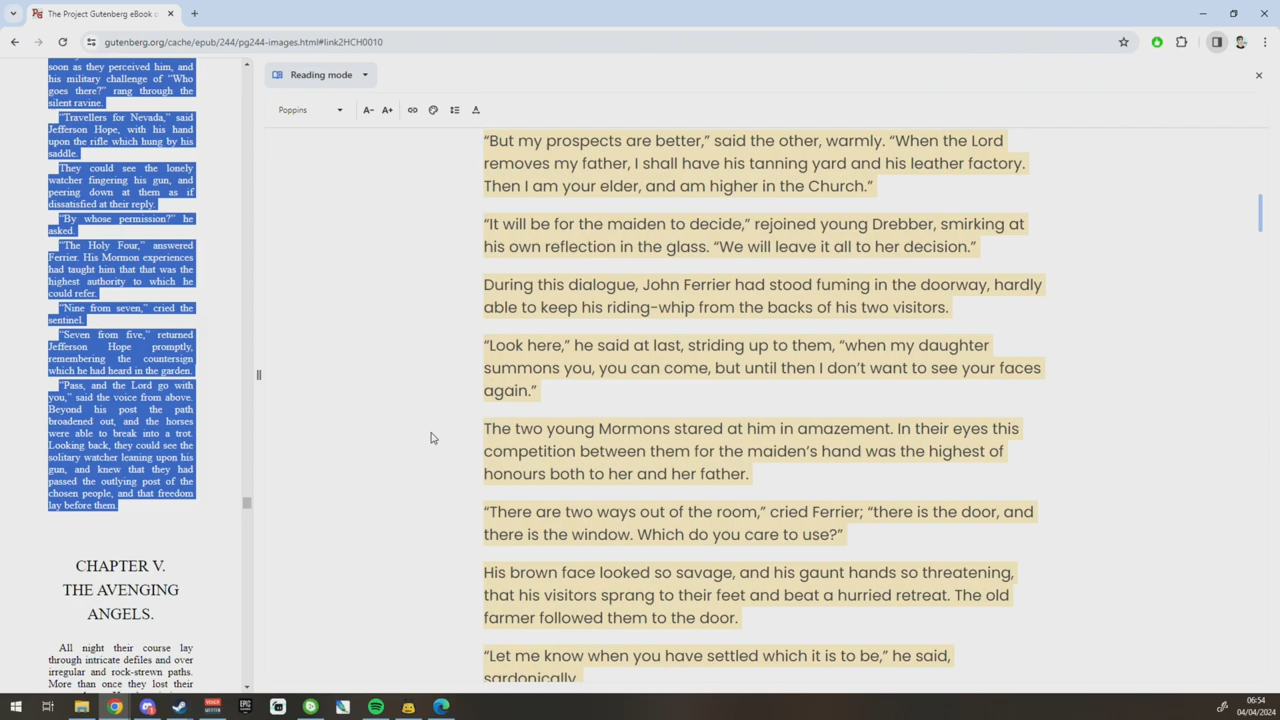 The Project Gutenberg eBook o
gutenberg.org/cache/epub/244/pg244-images.html#link2HCH0010
soon as they perceived him, and
his military challenge of “Who
goes there?” rang through the
silent ravine.
“Travellers for Nevada,” said
Jefferson Hope, with his hand
upon the rifle which hung by his
saddle.
They could see the lonely
watcher fingering his gun, and
peering down at them as if
dissatisfied at their reply.
“By whose permission?” he
asked.
“The Holy Four,” answered
Ferrier. His Mormon experiences
had taught him that that was the
highest authority to which he
could refer.
“Nine from seven,” cried the
sentinel.
“Seven from five,” returned
Jefferson Hope promptly,
remembering the countersign
which he had heard in the garden.
“Pass, and the Lord go with
you,” said the voice from above.
Beyond his post the path
broadened out, and the horses
were able to break into a trot.
Looking back, they could see the
solitary watcher leaning upon his
gun, and knew that they had
passed the outlying post of the
chosen people, and that freedom
lay before them.
CHAPTER V.
THE AVENGING
ANGELS.
All night their course lay
through intricate defiles and over
irregular and rock-strewn paths.
More than once they lost their
Reading mode
Poppins
A- A+
“But my prospects are better,” said the other, warmly. “When the Lord
removes my father, I shall have his tanning yard and his leather factory.
Then I am your elder, and am higher in the Church.”
“It will be for the maiden to decide,” rejoined young Drebber, smirking at
his own reflection in the glass. “We will leave it all to her decision.”
During this dialogue, John Ferrier had stood fuming in the doorway, hardly
able to keep his riding-whip from the backs of his two visitors.
“Look here,” he said at last, striding up to them, “when my daughter
summons you, you can come, but until then I don’t want to see your faces
again.”
The two young Mormons stared at him in amazement. In their eyes this
competition between them for the maiden’s hand was the highest of
honours both to her and her father.
“There are two ways out of the room,” cried Ferrier; “there is the door, and
there is the window. Which do you care to use?”
His brown face looked so savage, and his gaunt hands so threatening,
that his visitors sprang to their feet and beat a hurried retreat. The old
farmer followed them to the door.
“Let me know when you have settled which it is to be,” he said,
sardonically.
06:54
04/04/2024